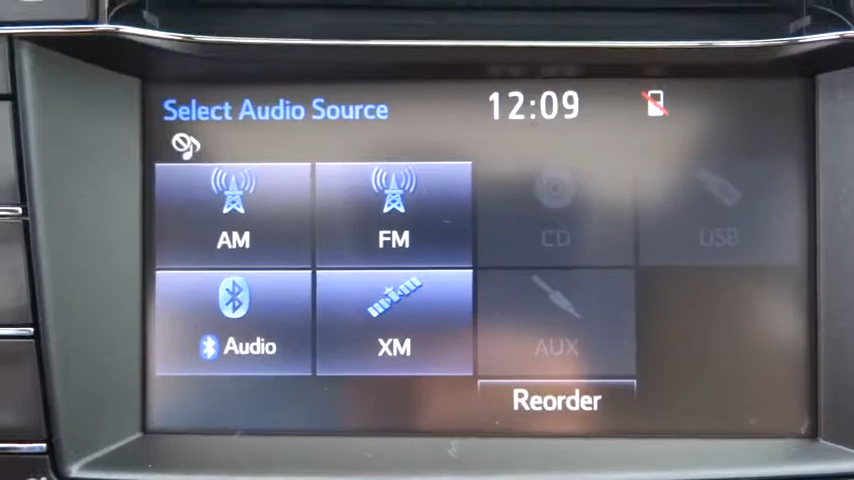 Select Audio Source 12:09
AM FM CD USB
Audio XM AUX
Reorder